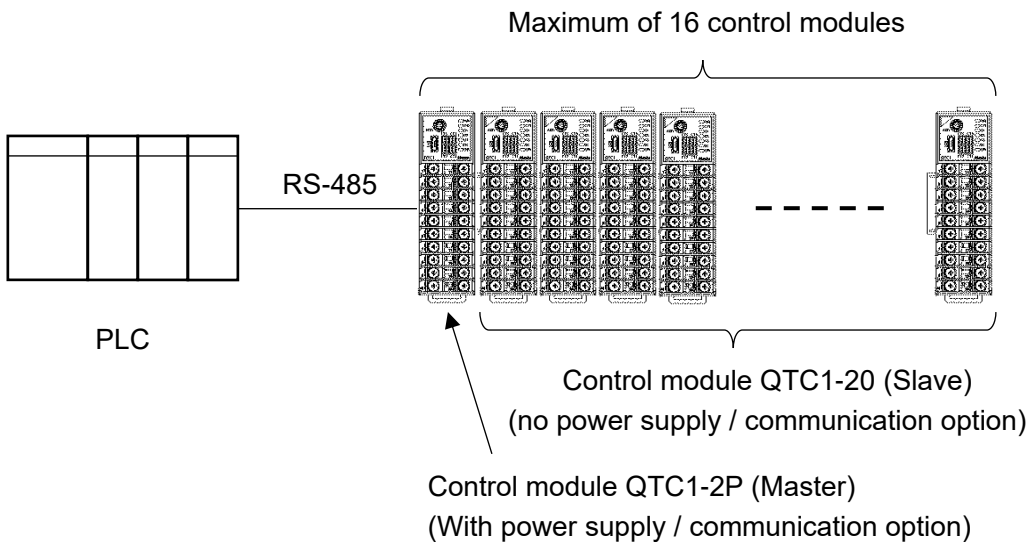 Maximum of 16 control modules
RS-485
PLC
Control module QTC1-20 (Slave)
(no power supply / communication option)
Control module QTC1-2P (Master)
(With power supply / communication option)